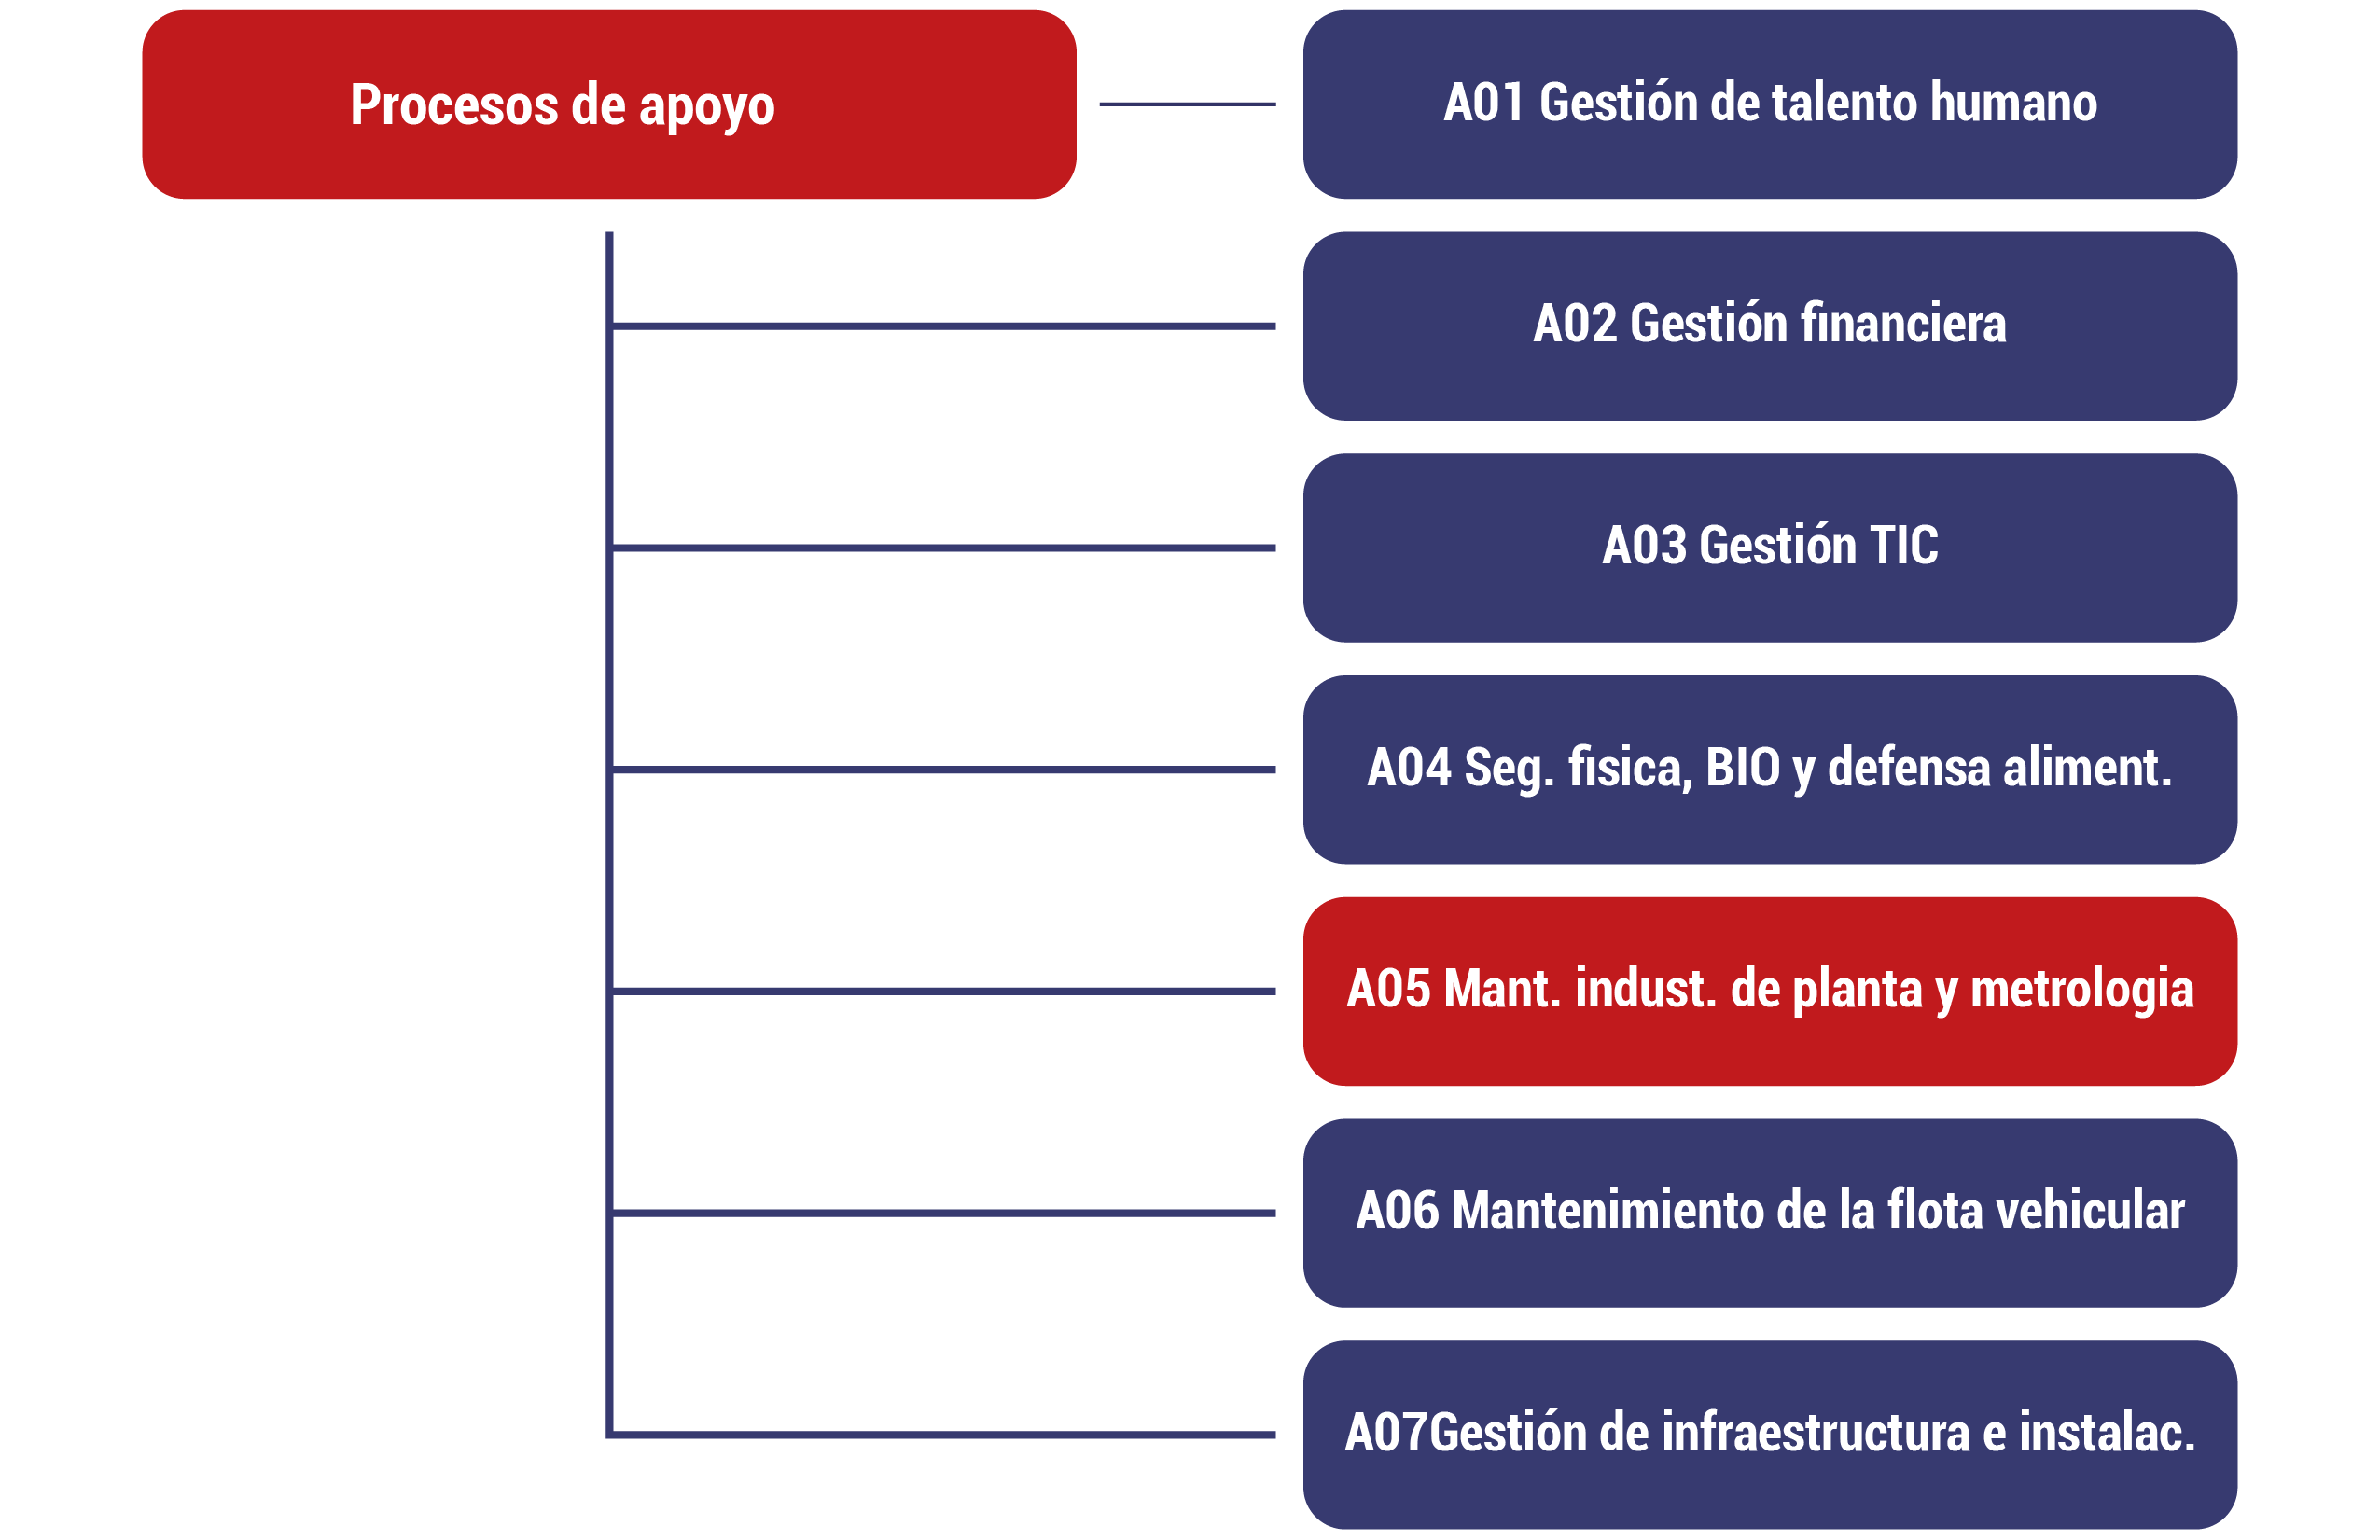 Procesos de apoyo
A01 Gestión de talento humano
A02 Gestión financiera
A03 Gestión TIC
A04 Seg. fisica, BIO y defensa aliment.
A05 Mant. indust. de planta y metrologia
A06 Mantenimiento de la flota vehicular
A07Gestión de infraestructura e instalac.